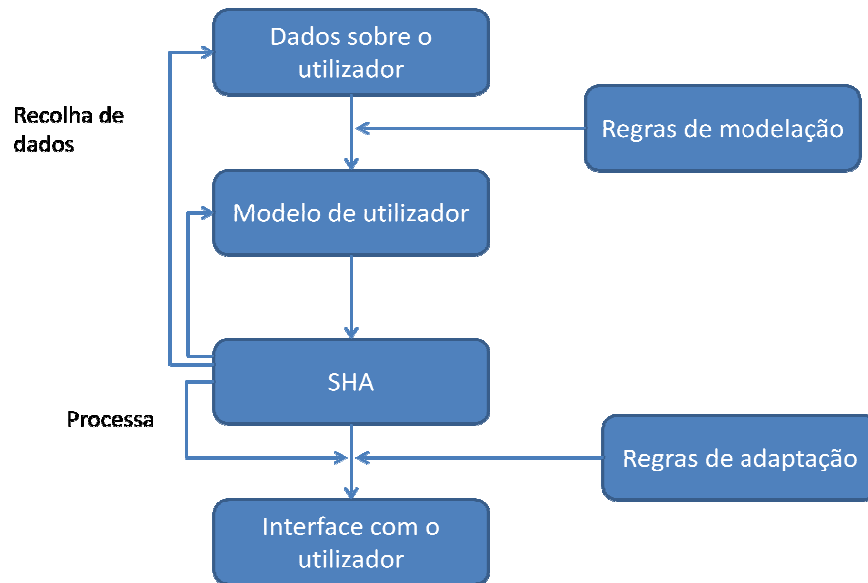 Dados sobre o
utilizador
Recolha de
dados
Regras de modelação
Modelo de utilizador
SHA
Processa
Regras de adaptação
Interface com o
utilizador